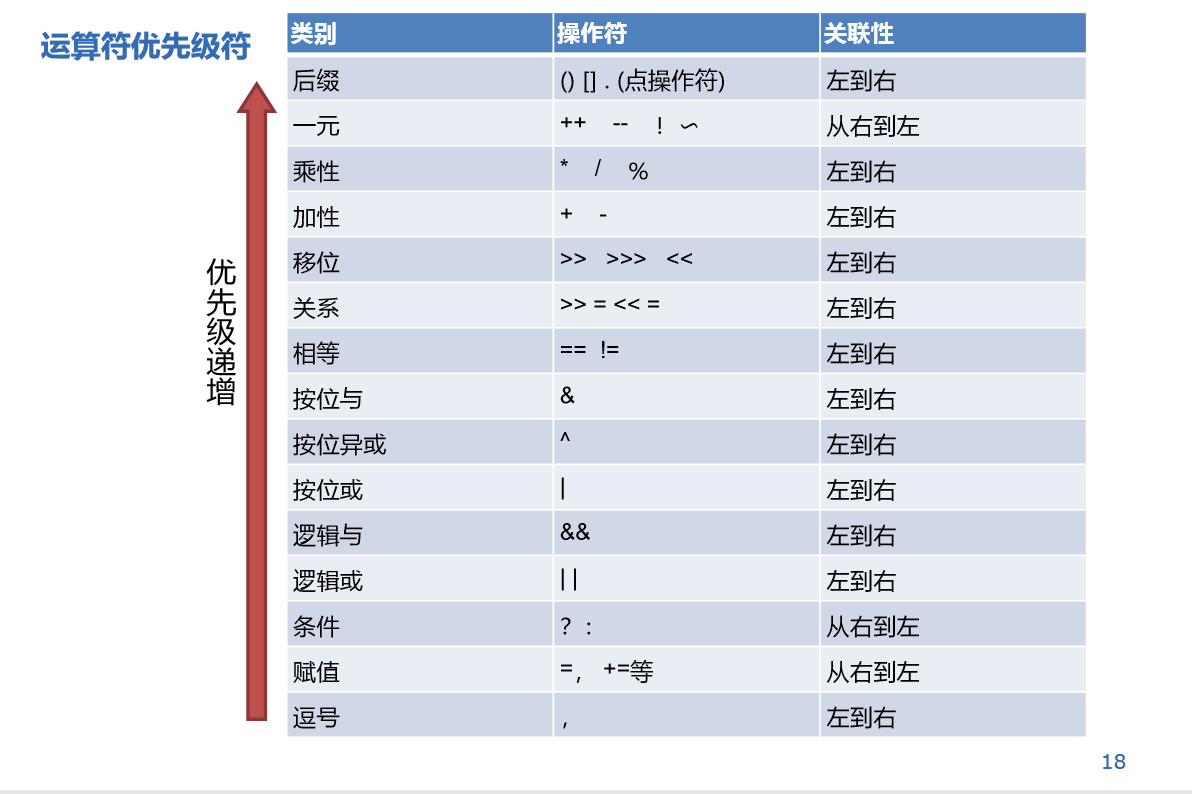 运算符优先级符
优先级递增
类别 操作符 关联性
后缀 () [] . (点操作符) 左到右
一元 ++ -- ! ~ 从右到左
乘性 * / % 左到右
加性 + - 左到右
移位 >> >>> << 左到右
关系 >> = << = 左到右
相等 == != 左到右
按位与 & 左到右
按位异或 ^ 左到右
按位或 | 左到右
逻辑与 && 左到右
逻辑或 || 左到右
条件 ? : 从右到左
赋值 =, +=等 从右到左
逗号 , 左到右
18